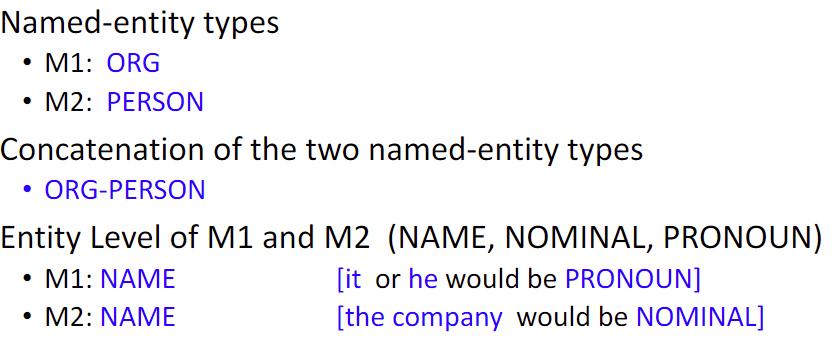 Named-entity types
• M1: ORG
• M2: PERSON
Concatenation of the two named-entity types
• ORG-PERSON
Entity Level of M1 and M2 (NAME, NOMINAL, PRONOUN)
• M1: NAME [it or he would be PRONOUN]
• M2: NAME [the company would be NOMINAL]